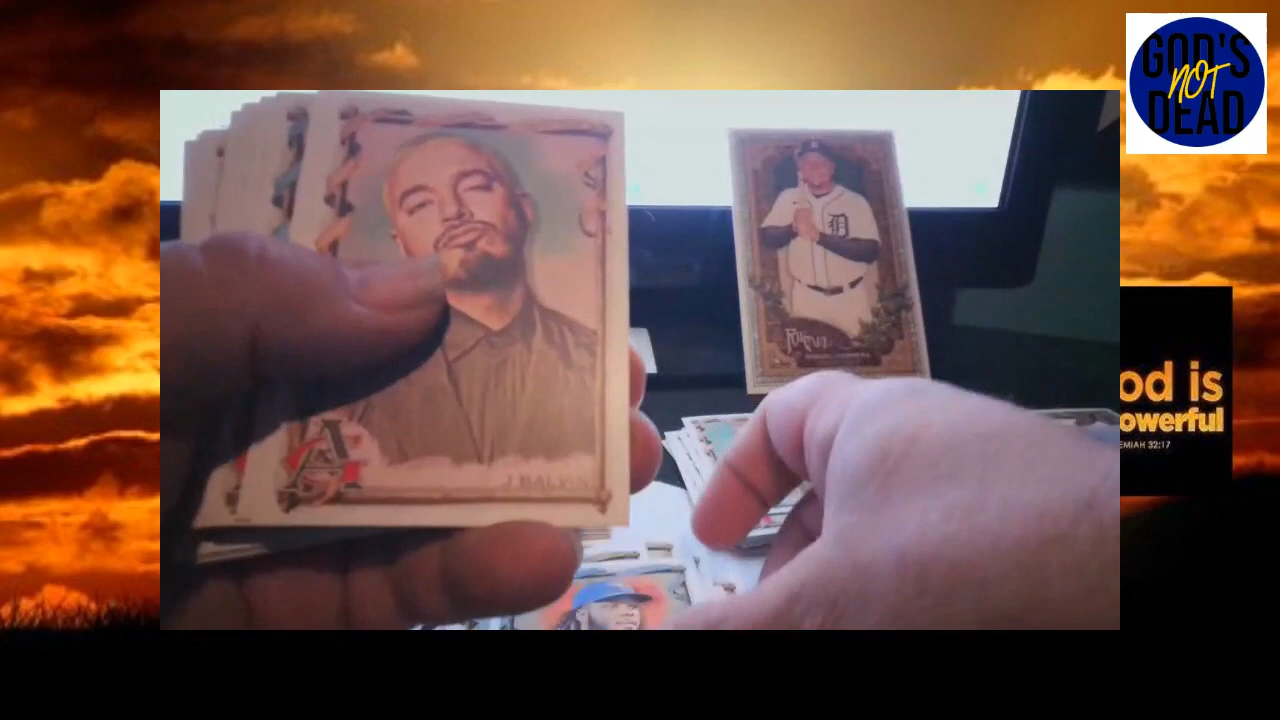 GOD'S
NOT
DEAD
od is
owerful
EMIAH 32:17
J BALVIN
D